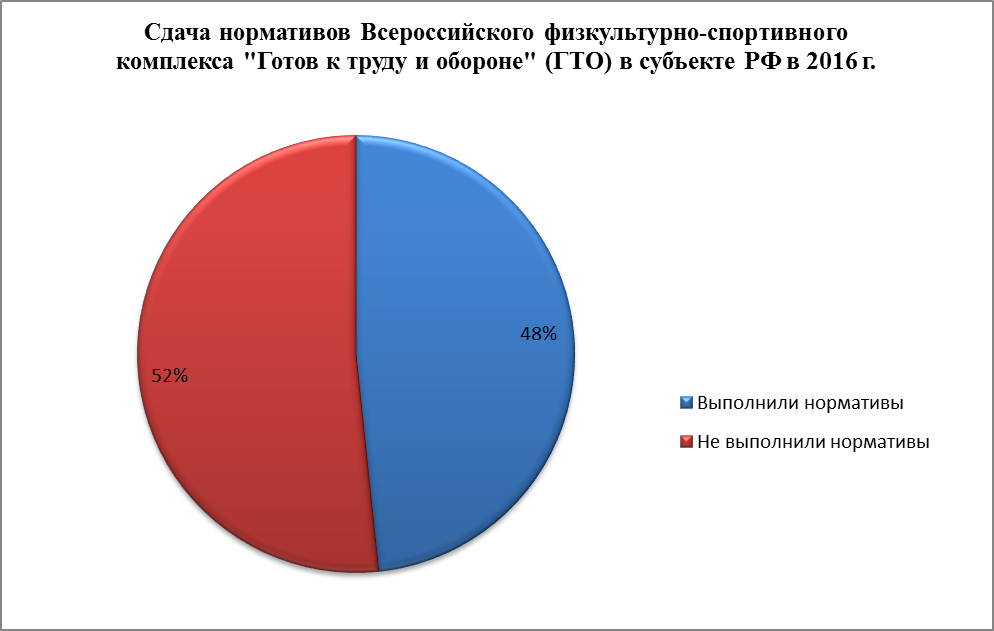 Сдача нормативов Всероссийского физкультурно-спортивного
комплекса "Готов к труду и обороне" (ГТО) в субъекте РФ в 2016 г.
48%
52%
Выполнили нормативы
Не выполнили нормативы